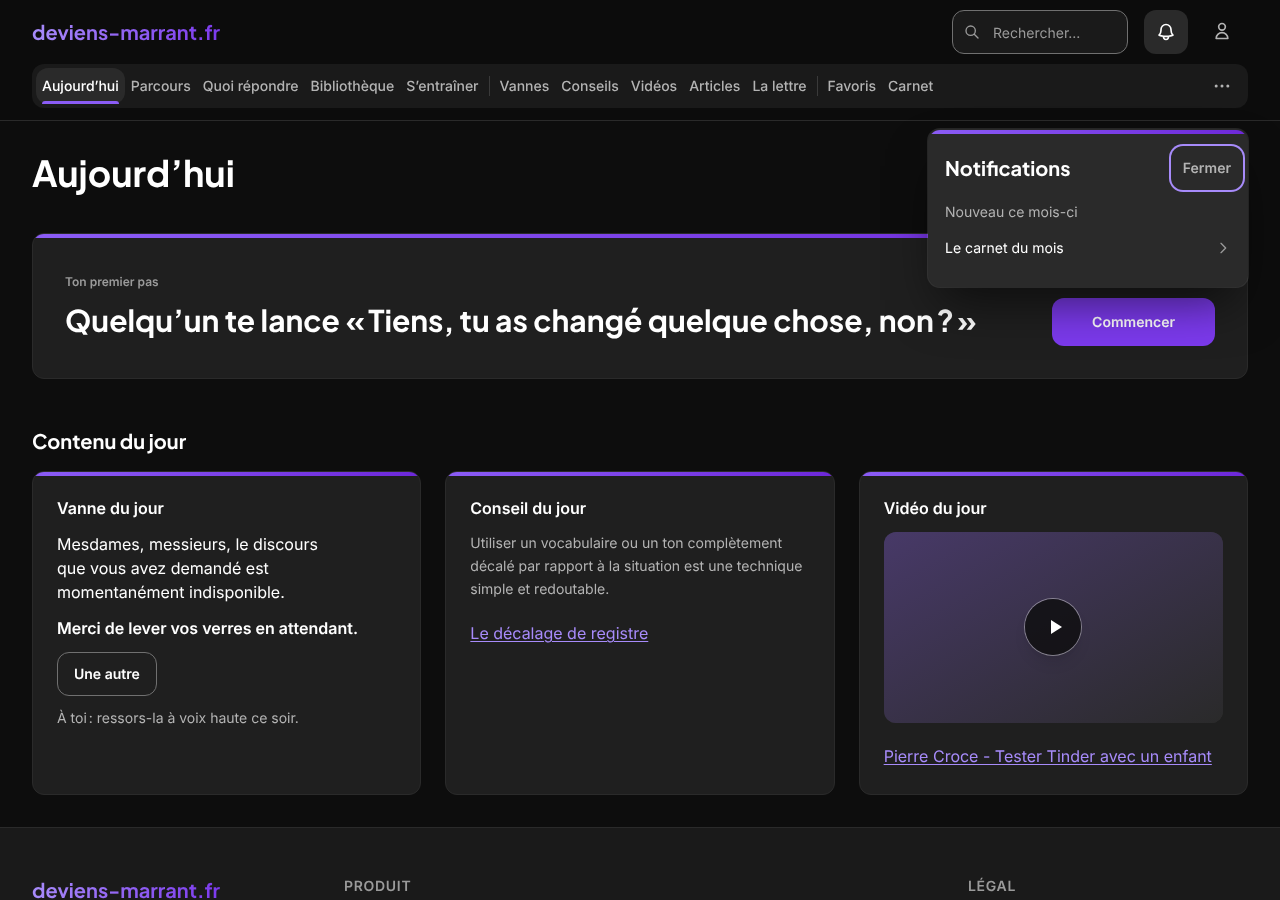 deviens-marrant.fr
Rechercher...
Aujourd’hui Parcours Quoi répondre Bibliothèque S’entraîner Vannes Conseils Vidéos Articles La lettre Favoris Carnet
Aujourd’hui
Notifications
Fermer
Nouveau ce mois-ci
Le carnet du mois
Ton premier pas
Quelqu’un te lance « Tiens, tu as changé quelque chose, non ? »
Commencer
Contenu du jour
Vanne du jour
Mesdames, messieurs, le discours
que vous avez demandé est
momentanément indisponible.
Merci de lever vos verres en attendant.
Une autre
À toi : ressors-la à voix haute ce soir.
Conseil du jour
Utiliser un vocabulaire ou un ton complètement
décalé par rapport à la situation est une technique
simple et redoutable.
Le décalage de registre
Vidéo du jour
Pierre Croce - Tester Tinder avec un enfant
deviens-marrant.fr
PRODUIT
LÉGAL